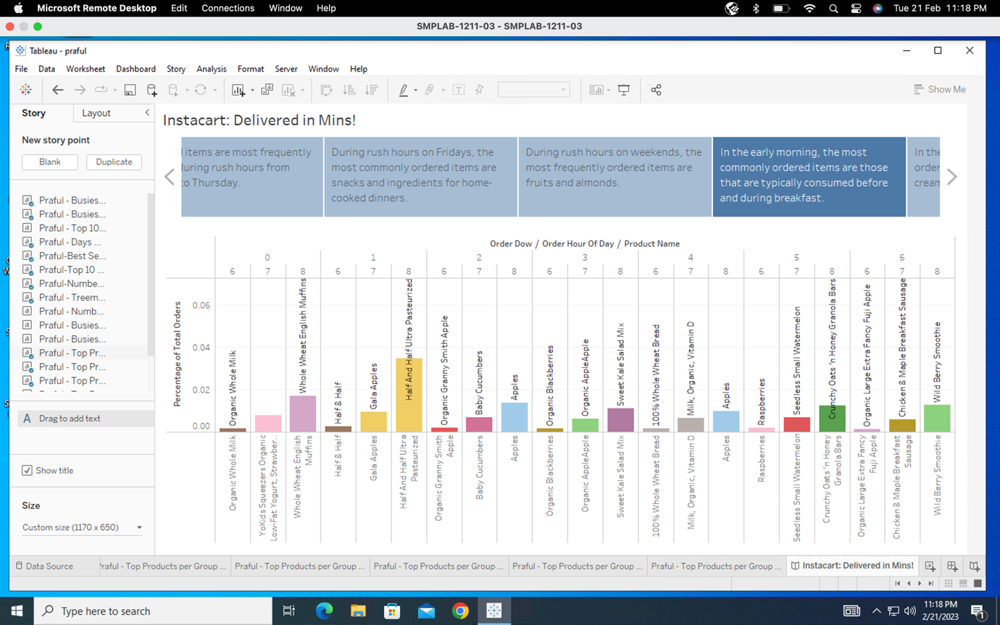 Microsoft Remote Desktop Edit Connections Window Help Tue 21 Feb 11:18 PM
SMPLAB-1211-03 - SMPLAB-1211-03
Tableau - praful
File Data Worksheet Dashboard Story Analysis Format Server Window Help
Show Me
Story Layout
New story point
Blank Duplicate
Praful - Busies...
Praful - Busies...
Praful - Top 10...
Praful - Days ...
Praful-Best Se...
Praful-Top 10 ...
Praful-Numbe...
Praful - Treem...
Praful - Numb...
Praful - Busies...
Praful - Busies...
Praful - Top Pr...
Praful - Top Pr...
Praful - Top Pr...
A Drag to add text
Show title
Size
Custom size (1170 x 650)
Instacart: Delivered in Mins!
items are most frequently
during rush hours from
to Thursday.
During rush hours on Fridays, the
most commonly ordered items are
snacks and ingredients for home-
cooked dinners.
During rush hours on weekends, the
most frequently ordered items are
fruits and almonds.
In the early morning, the most
commonly ordered items are those
that are typically consumed before
and during breakfast.
In the
order
cream
Order Dow / Order Hour Of Day / Product Name
0 1 2 3 4 5 6
6 7 8 6 7 8 6 7 8 6 7 8 6 7 8 6 7 8 6 7 8
Percentage of Total Orders
0.06
0.04
0.02
0.00
Organic Whole Milk
Whole Wheat English Muffins
Half & Half
Gala Apples
Half And Half Ultra Pasteurized
Organic Granny Smith Apple
Baby Cucumbers
Apples
Organic Blackberries
Organic AppleApple
Sweet Kale Salad Mix
100% Whole Wheat Bread
Milk, Organic, Vitamin D
Apples
Raspberries
Seedless Small Watermelon
Crunchy Oats 'n Honey Granola Bars
Organic Large Extra Fancy Fuji Apple
Chicken & Maple Breakfast Sausage
Wild Berry Smoothie
Organic Whole Milk
YoKids Squeezers Organic
Low-Fat Yogurt, Strawber..
Whole Wheat English
Muffins
Half & Half
Gala Apples
Half And Half Ultra
Pasteurized
Organic Granny Smith
Apple
Baby Cucumbers
Apples
Organic Blackberries
Organic AppleApple
Sweet Kale Salad Mix
100% Whole Wheat Bread
Milk, Organic, Vitamin D
Apples
Raspberries
Seedless Small Watermelon
Crunchy Oats 'n Honey
Granola Bars
Organic Large Extra Fancy
Fuji Apple
Chicken & Maple Breakfast
Sausage
Wild Berry Smoothie
Data Source Praful - Top Products per Group ... Praful - Top Products per Group ... Praful - Top Products per Group ... Praful - Top Products per Group ... Praful - Top Products per Group ... Instacart: Delivered in Mins!
Type here to search
11:18 PM
2/21/2023
1